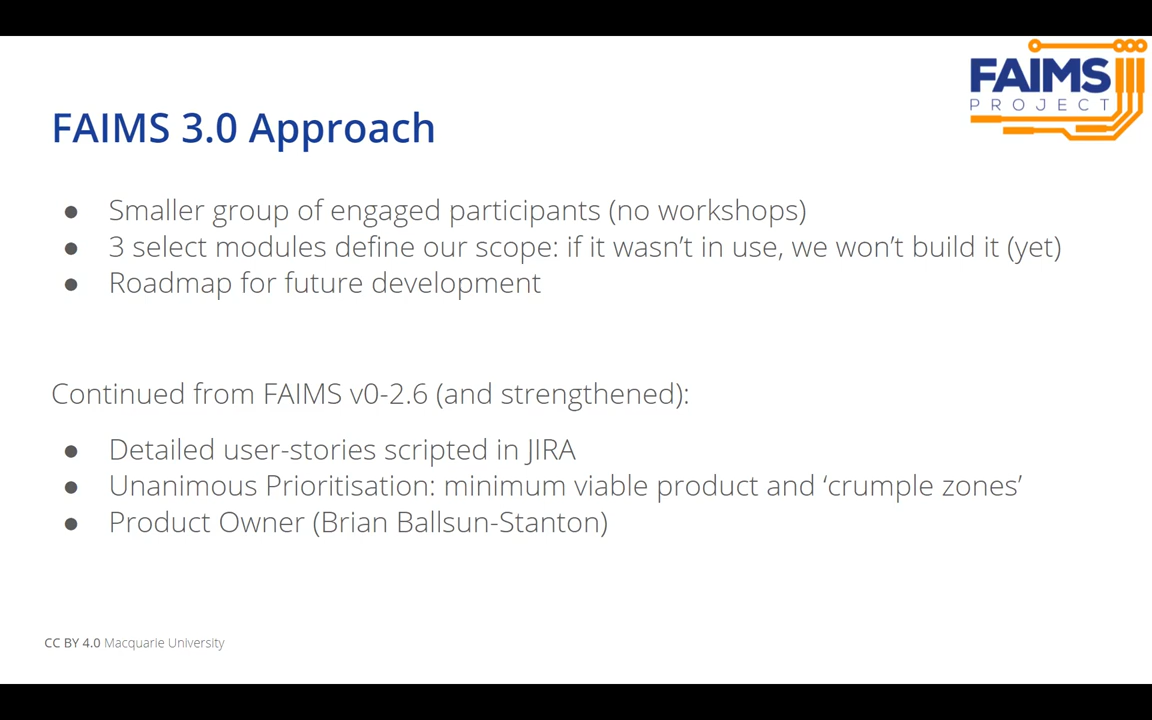 FAIMS
PROJECT
FAIMS 3.0 Approach
● Smaller group of engaged participants (no workshops)
● 3 select modules define our scope: if it wasn’t in use, we won’t build it (yet)
● Roadmap for future development
Continued from FAIMS v0-2.6 (and strengthened):
● Detailed user-stories scripted in JIRA
● Unanimous Prioritisation: minimum viable product and ‘crumple zones’
● Product Owner (Brian Ballsun-Stanton)
CC BY 4.0 Macquarie University